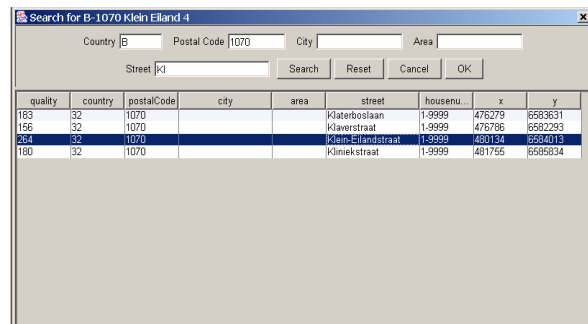 Search for B-1070 Klein Eiland 4
Country B Postal Code 1070 City Area
Street Kl Search Reset Cancel OK
quality country postalCode city area street housenu... x y
183 32 1070 Klaterboslaan 1-9999 476279 6583631
156 32 1070 Klaverstraat 1-9999 476786 6582293
264 32 1070 Klein-Eilandstraat 1-9999 480134 6584013
180 32 1070 Kliniekstraat 1-9999 481755 6585834